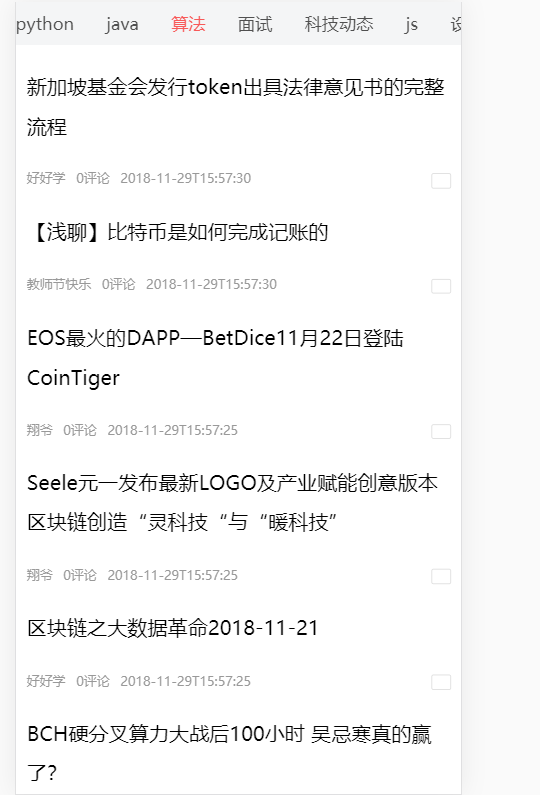 python java 算法 面试 科技动态 js
新加坡基金会发行token出具法律意见书的完整
流程
好好学 0评论 2018-11-29T15:57:30
【浅聊】比特币是如何完成记账的
教师节快乐 0评论 2018-11-29T15:57:30
EOS最火的DAPP—BetDice11月22日登陆
CoinTiger
翔爷 0评论 2018-11-29T15:57:25
Seele元一发布最新LOGO及产业赋能创意版本
区块链创造“灵科技“与“暖科技”
翔爷 0评论 2018-11-29T15:57:25
区块链之大数据革命2018-11-21
好好学 0评论 2018-11-29T15:57:25
BCH硬分叉算力大战后100小时 吴忌寒真的赢
了?